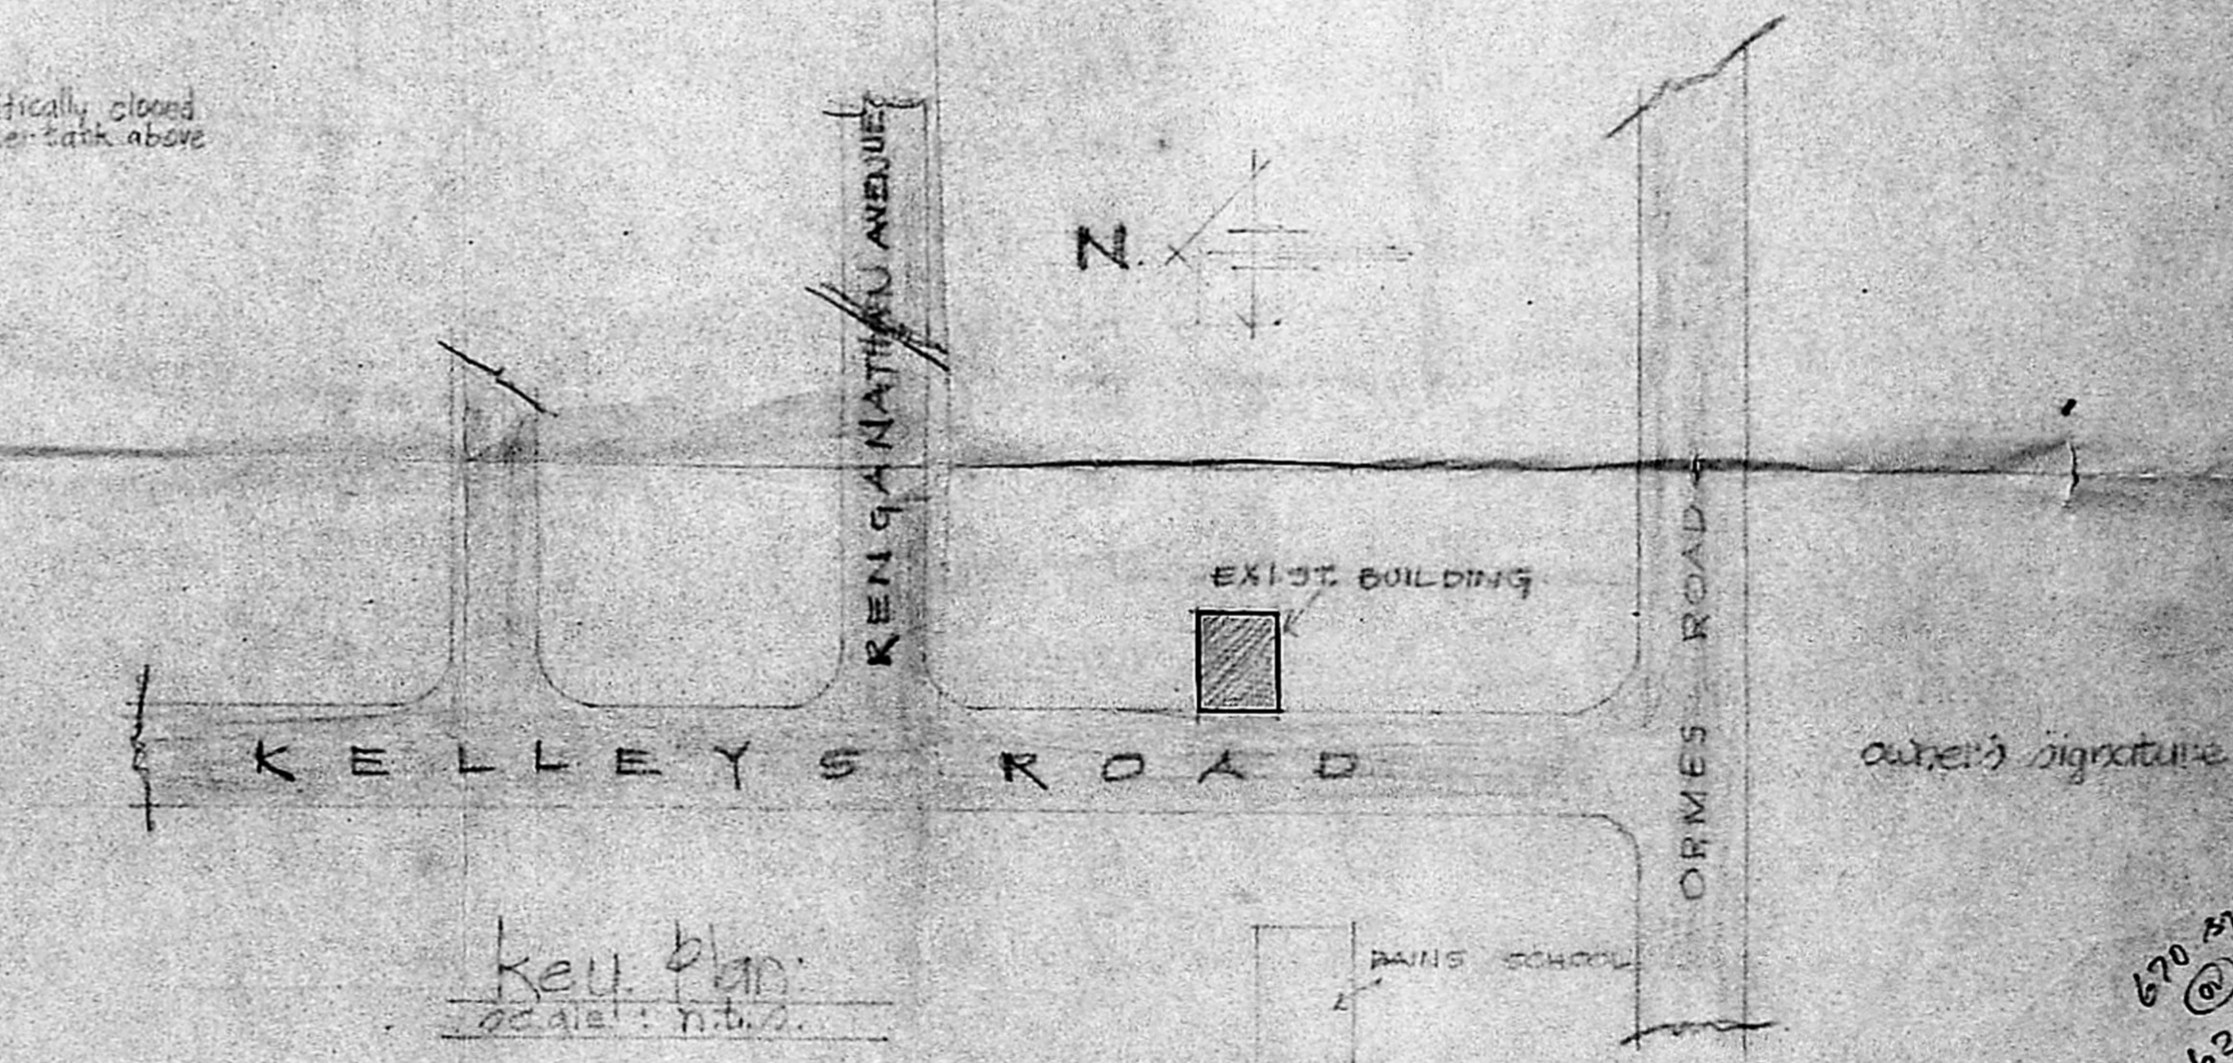 tically closed
er tank above
RENGANATHAN AVENUE
N.
EXIST. BUILDING
KELLEYS ROAD
ORMES ROAD
owner's signature
Key Plan:
Scale: n.t.s.
BAINS SCHOOL
670